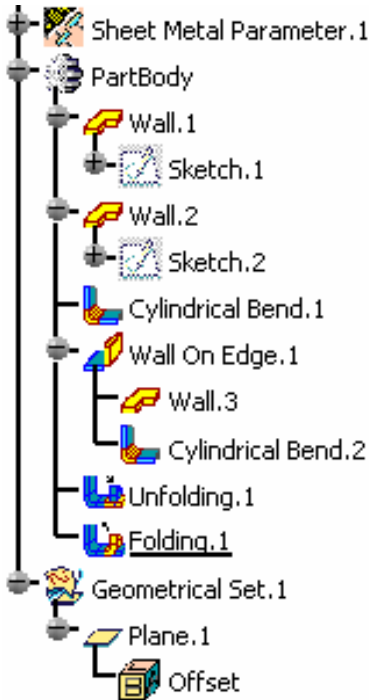 Sheet Metal Parameter.1
PartBody
Wall.1
Sketch.1
Wall.2
Sketch.2
Cylindrical Bend.1
Wall On Edge.1
Wall.3
Cylindrical Bend.2
Unfolding.1
Folding.1
Geometrical Set.1
Plane.1
Offset